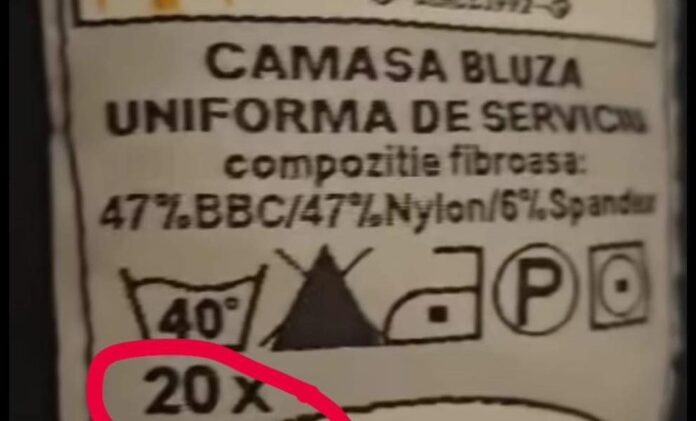 CAMASA BLUZA
UNIFORMA DE SERVICIU
compozitie fibroasa:
47%BBC/47%Nylon/6%Spandex
40° P
20 x